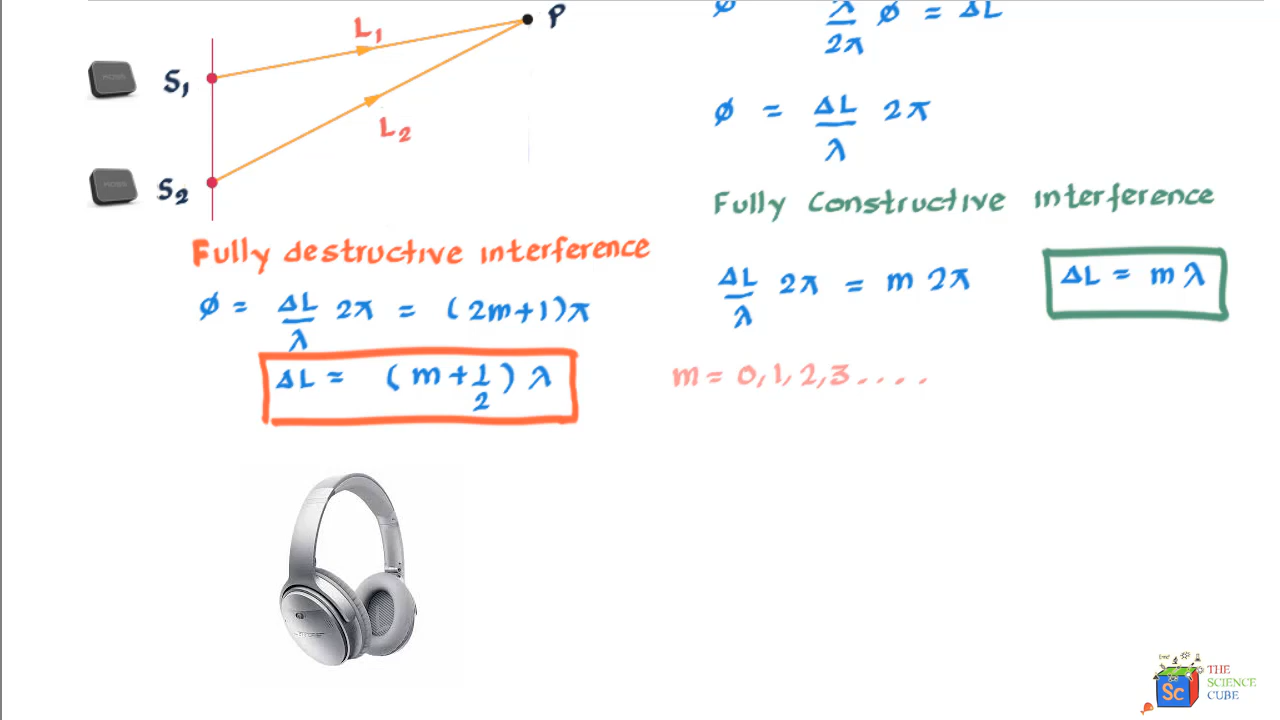 L₁
P
S₁
L₂
S₂
Fully destructive interference
ø = ΔL/λ 2π = (2m+1)π
ΔL = (m+1/2) λ
λ/2π ø = ΔL
ø = ΔL/λ 2π
Fully constructive interference
ΔL/λ 2π = m 2π
ΔL = m λ
m = 0,1,2,3....
Sc
THE
SCIENCE
CUBE